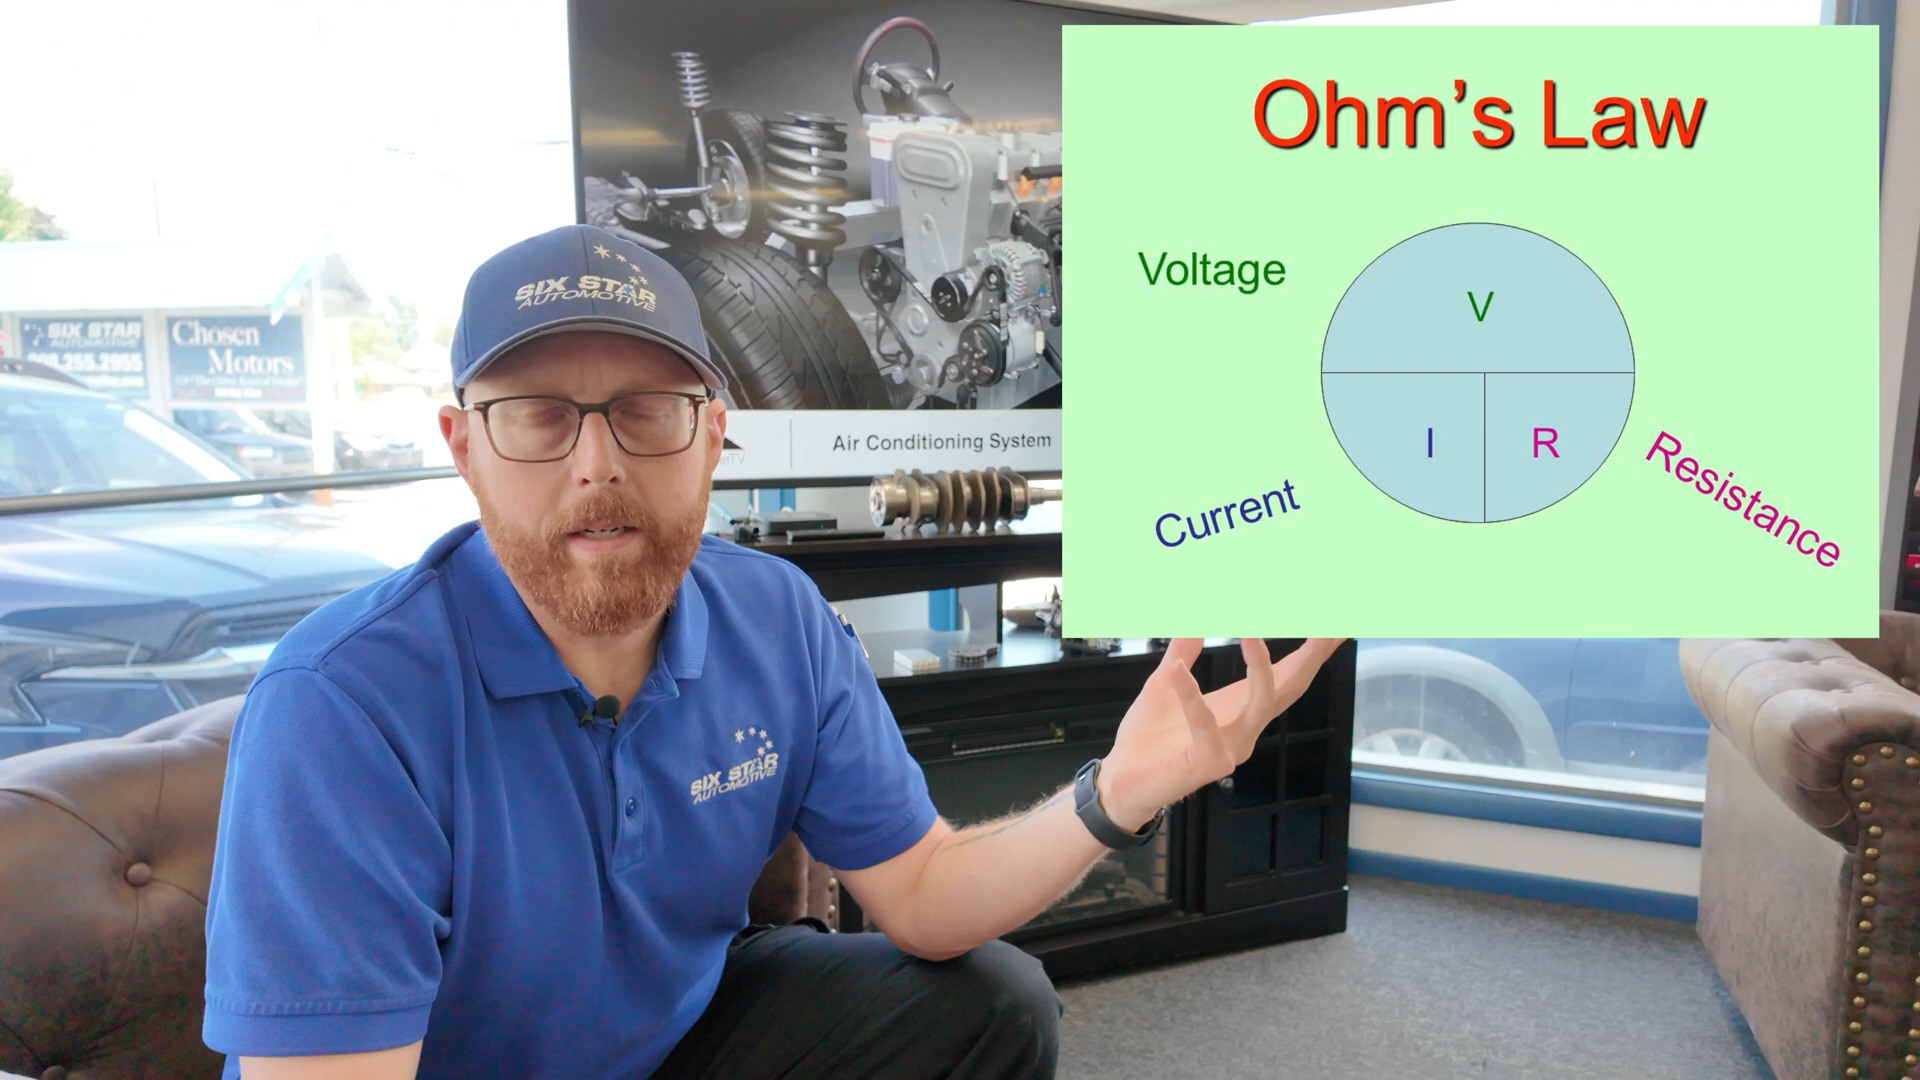 Ohm's Law
Voltage
V
I
R
Current
Resistance
SIX STAR
AUTOMOTIVE
SIX STAR
AUTOMOTIVE
Chosen
Motors
Air Conditioning System
SIX STAR
AUTOMOTIVE